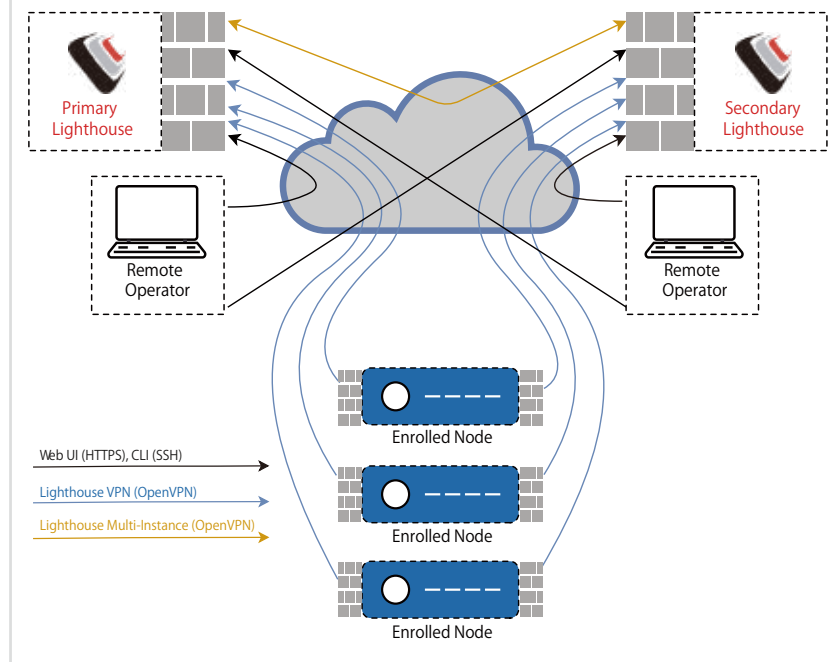 Primary
Lighthouse
Secondary
Lighthouse
Remote
Operator
Remote
Operator
Enrolled Node
Web UI (HTTPS), CLI (SSH)
Lighthouse VPN (OpenVPN)
Lighthouse Multi-Instance (OpenVPN)
Enrolled Node
Enrolled Node